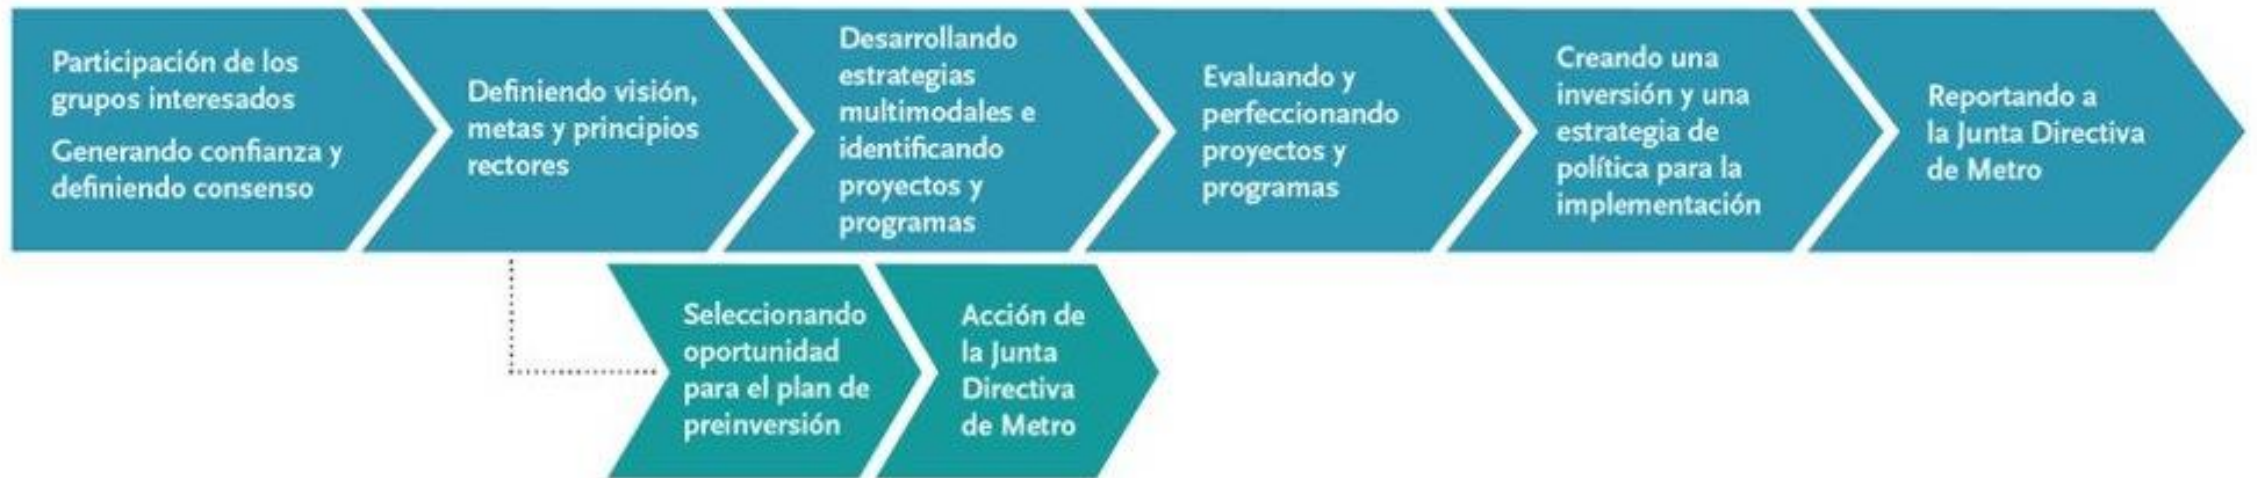 Participación de los
grupos interesados
Generando confianza y
definiendo consenso
Definiendo visión,
metas y principios
rectores
Desarrollando
estrategias
multimodales e
identificando
proyectos y
programas
Evaluando y
perfeccionando
proyectos y
programas
Creando una
inversión y una
estrategia de
política para la
implementación
Reportando a
la Junta Directiva
de Metro
Seleccionando
oportunidad
para el plan de
preinversión
Acción de
la Junta
Directiva
de Metro